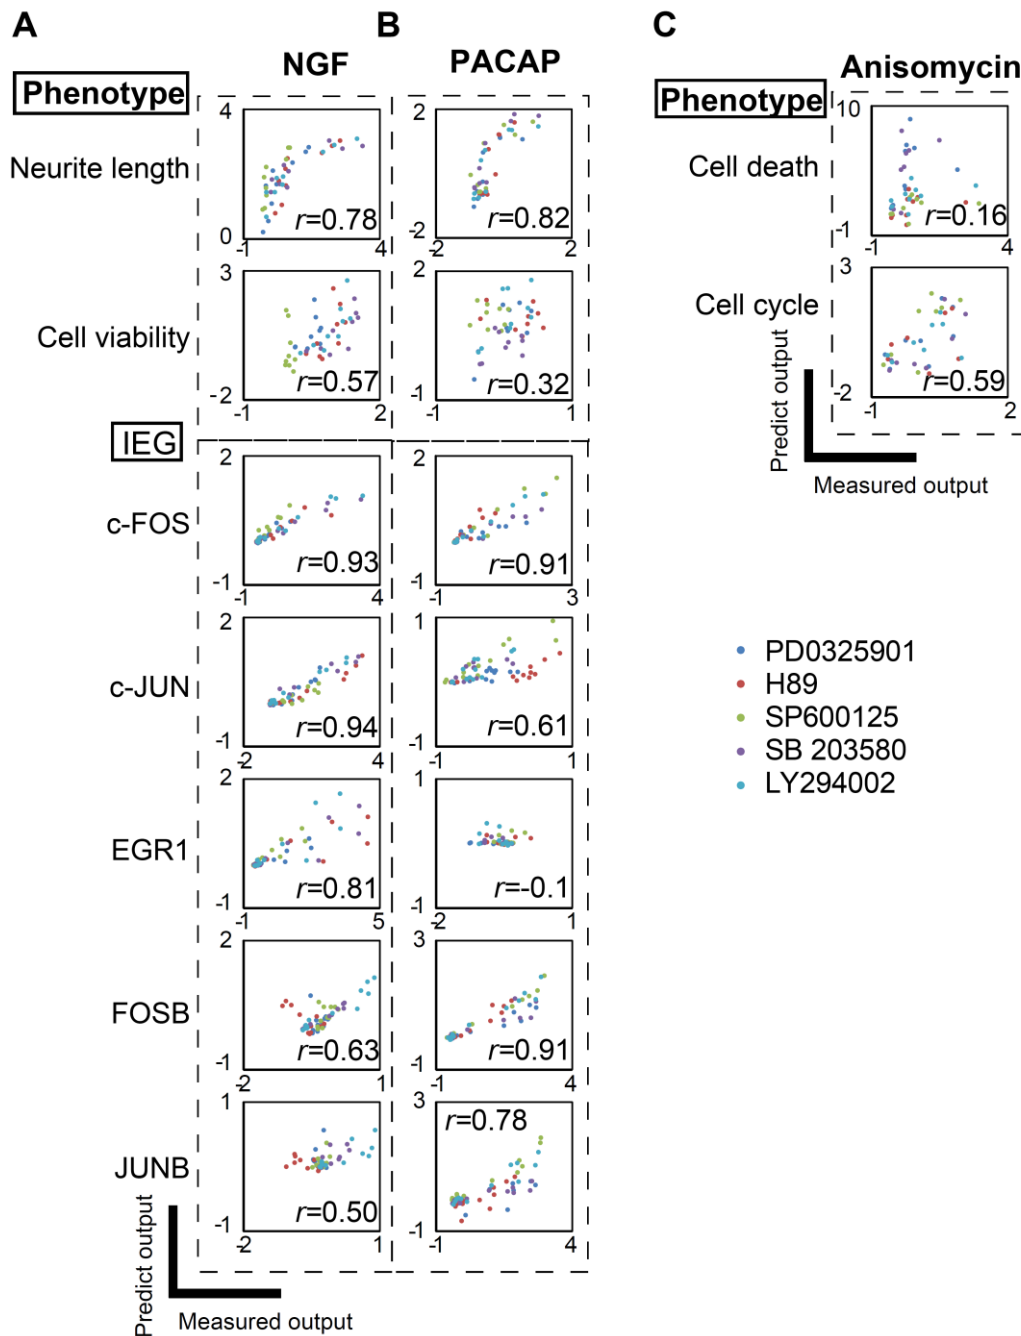 A
B
C
NGF
PACAP
Anisomycin
Phenotype
Phenotype
Neurite length
4
0
-1
4
r=0.78
2
-2
-2
2
r=0.82
Cell death
10
-1
-1
4
r=0.16
Cell viability
3
-2
-1
2
r=0.57
2
-1
-1
1
r=0.32
Cell cycle
3
-2
-1
2
r=0.59
Predict output
Measured output
IEG
c-FOS
2
-1
-1
4
r=0.93
2
-1
-1
3
r=0.91
c-JUN
2
-1
-2
4
r=0.94
1
-1
-1
1
r=0.61
PD0325901
H89
SP600125
SB 203580
LY294002
EGR1
2
-1
-1
5
r=0.81
1
-1
-2
1
r=-0.1
FOSB
2
-1
-2
1
r=0.63
3
-1
-1
4
r=0.91
JUNB
1
-1
-2
1
r=0.50
3
-1
-1
4
r=0.78
Predict output
Measured output